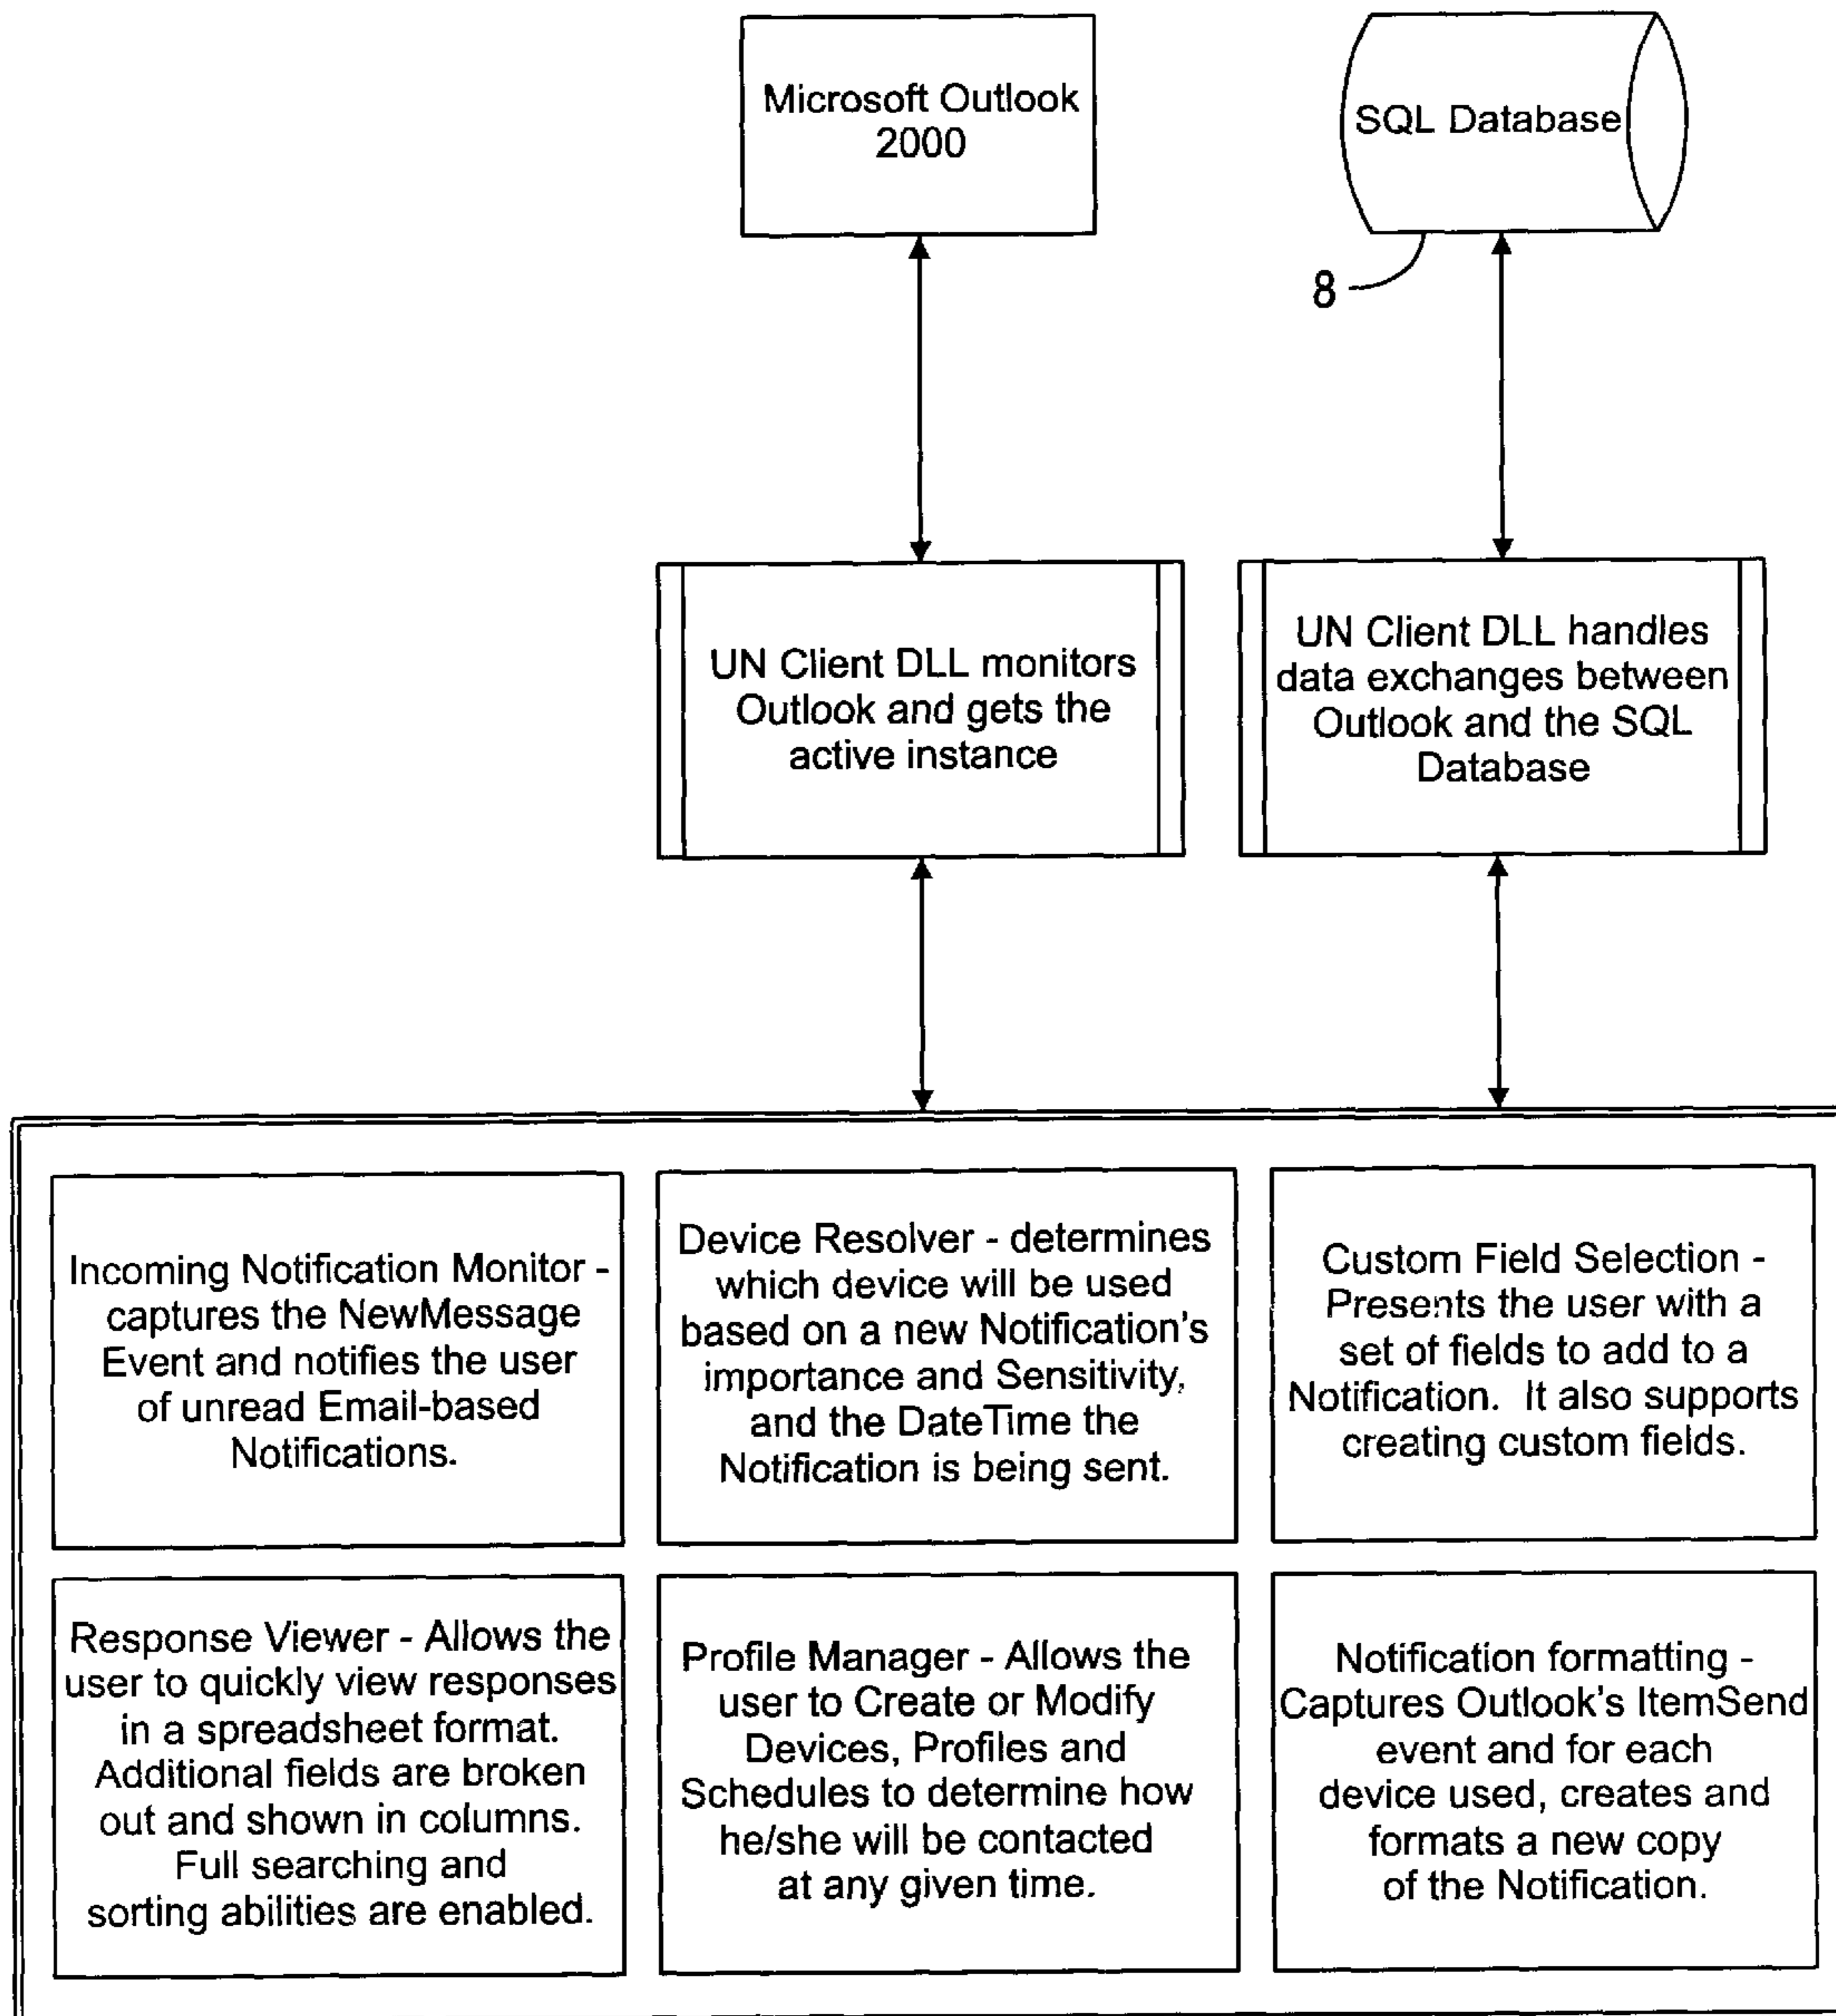 Microsoft Outlook
2000
SQL Database
8
UN Client DLL monitors
Outlook and gets the
active instance
UN Client DLL handles
data exchanges between
Outlook and the SQL
Database
Incoming Notification Monitor -
captures the NewMessage
Event and notifies the user
of unread Email-based
Notifications.
Device Resolver - determines
which device will be used
based on a new Notification's
importance and Sensitivity,
and the DateTime the
Notification is being sent.
Custom Field Selection -
Presents the user with a
set of fields to add to a
Notification. It also supports
creating custom fields.
Response Viewer - Allows the
user to quickly view responses
in a spreadsheet format.
Additional fields are broken
out and shown in columns.
Full searching and
sorting abilities are enabled.
Profile Manager - Allows the
user to Create or Modify
Devices, Profiles and
Schedules to determine how
he/she will be contacted
at any given time.
Notification formatting -
Captures Outlook's ItemSend
event and for each
device used, creates and
formats a new copy
of the Notification.